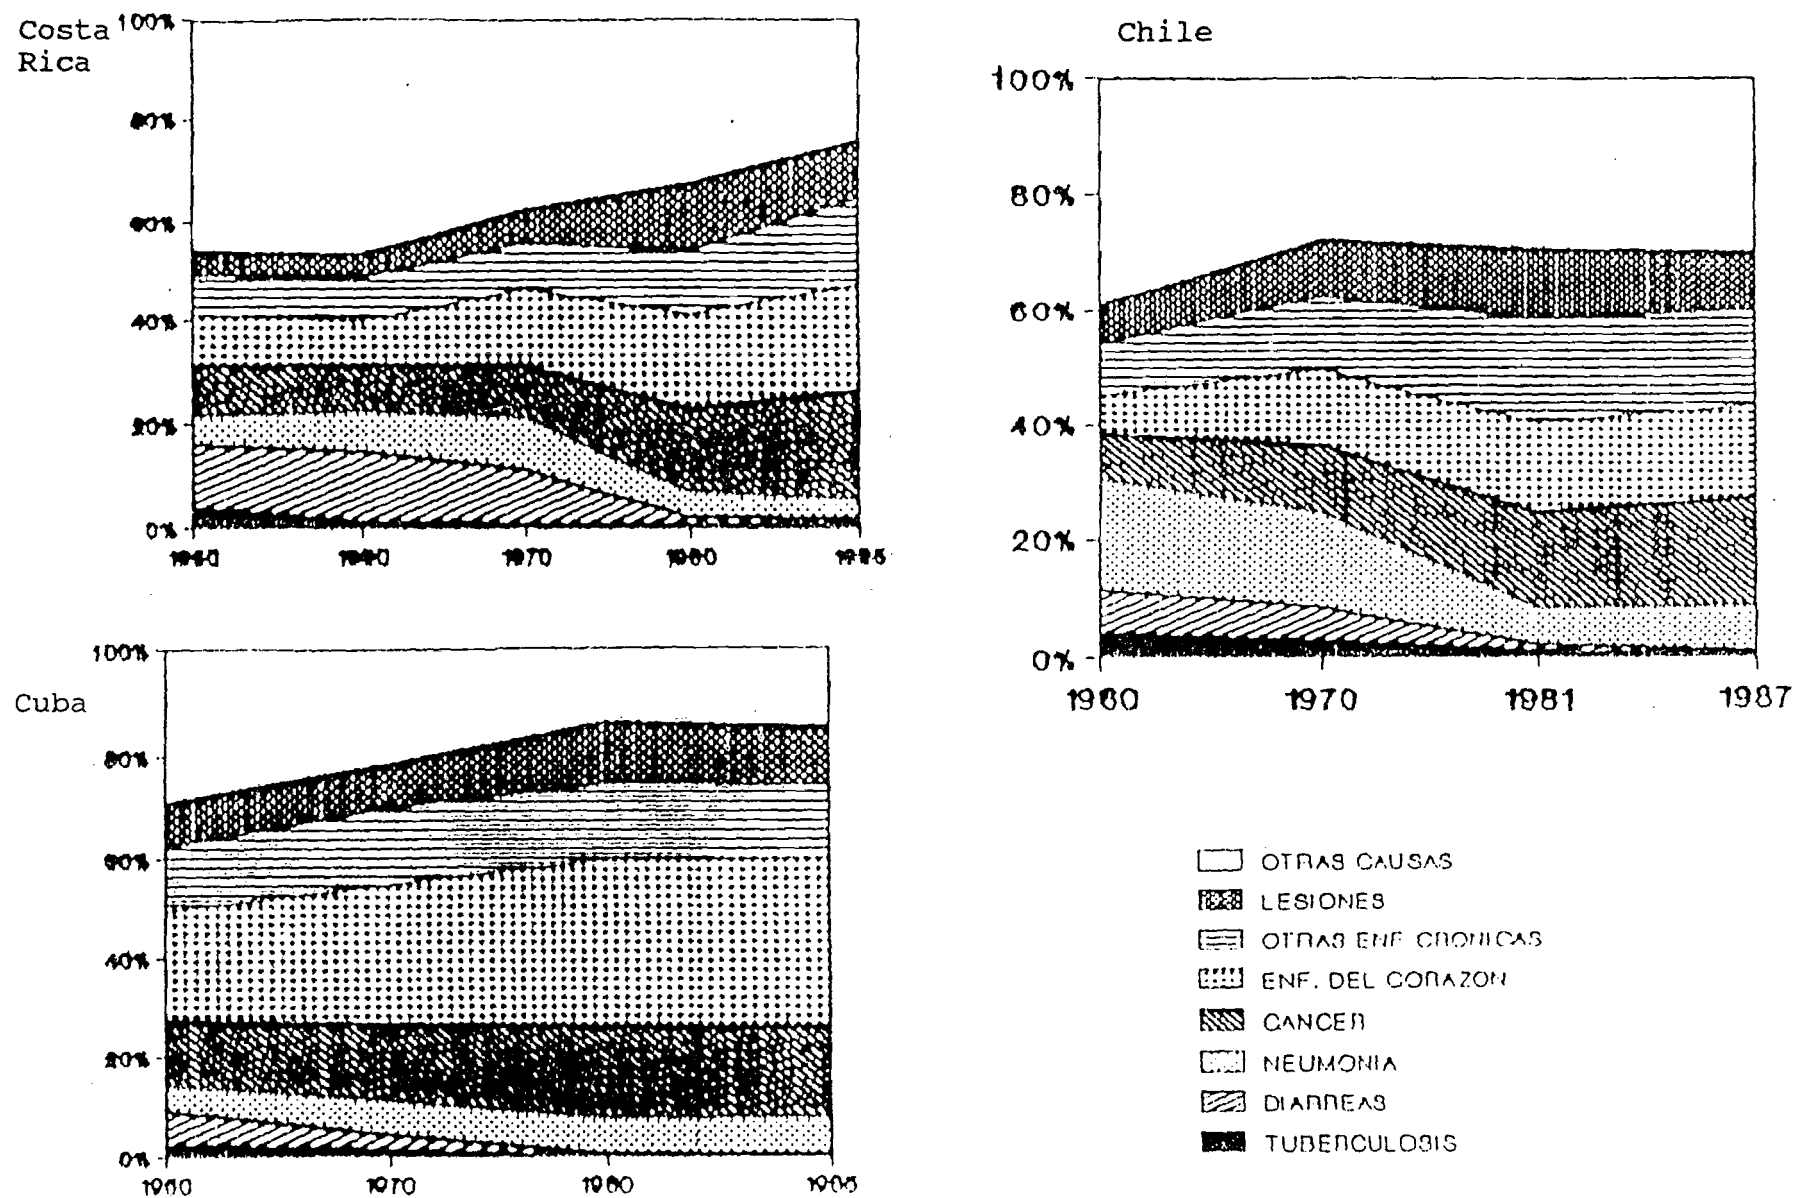 Costa
Rica
100%
80%
60%
40%
20%
0%
1970
Chile
100%
80%
60%
40%
20%
0%
1960 1970 1981 1987
Cuba
100%
80%
60%
40%
20%
0%
1960 1970 1980
OTRAS CAUSAS
LESIONES
OTRAS ENF CRONICAS
ENF. DEL CORAZON
CANCER
NEUMONIA
DIARREAS
TUBERCULOSIS